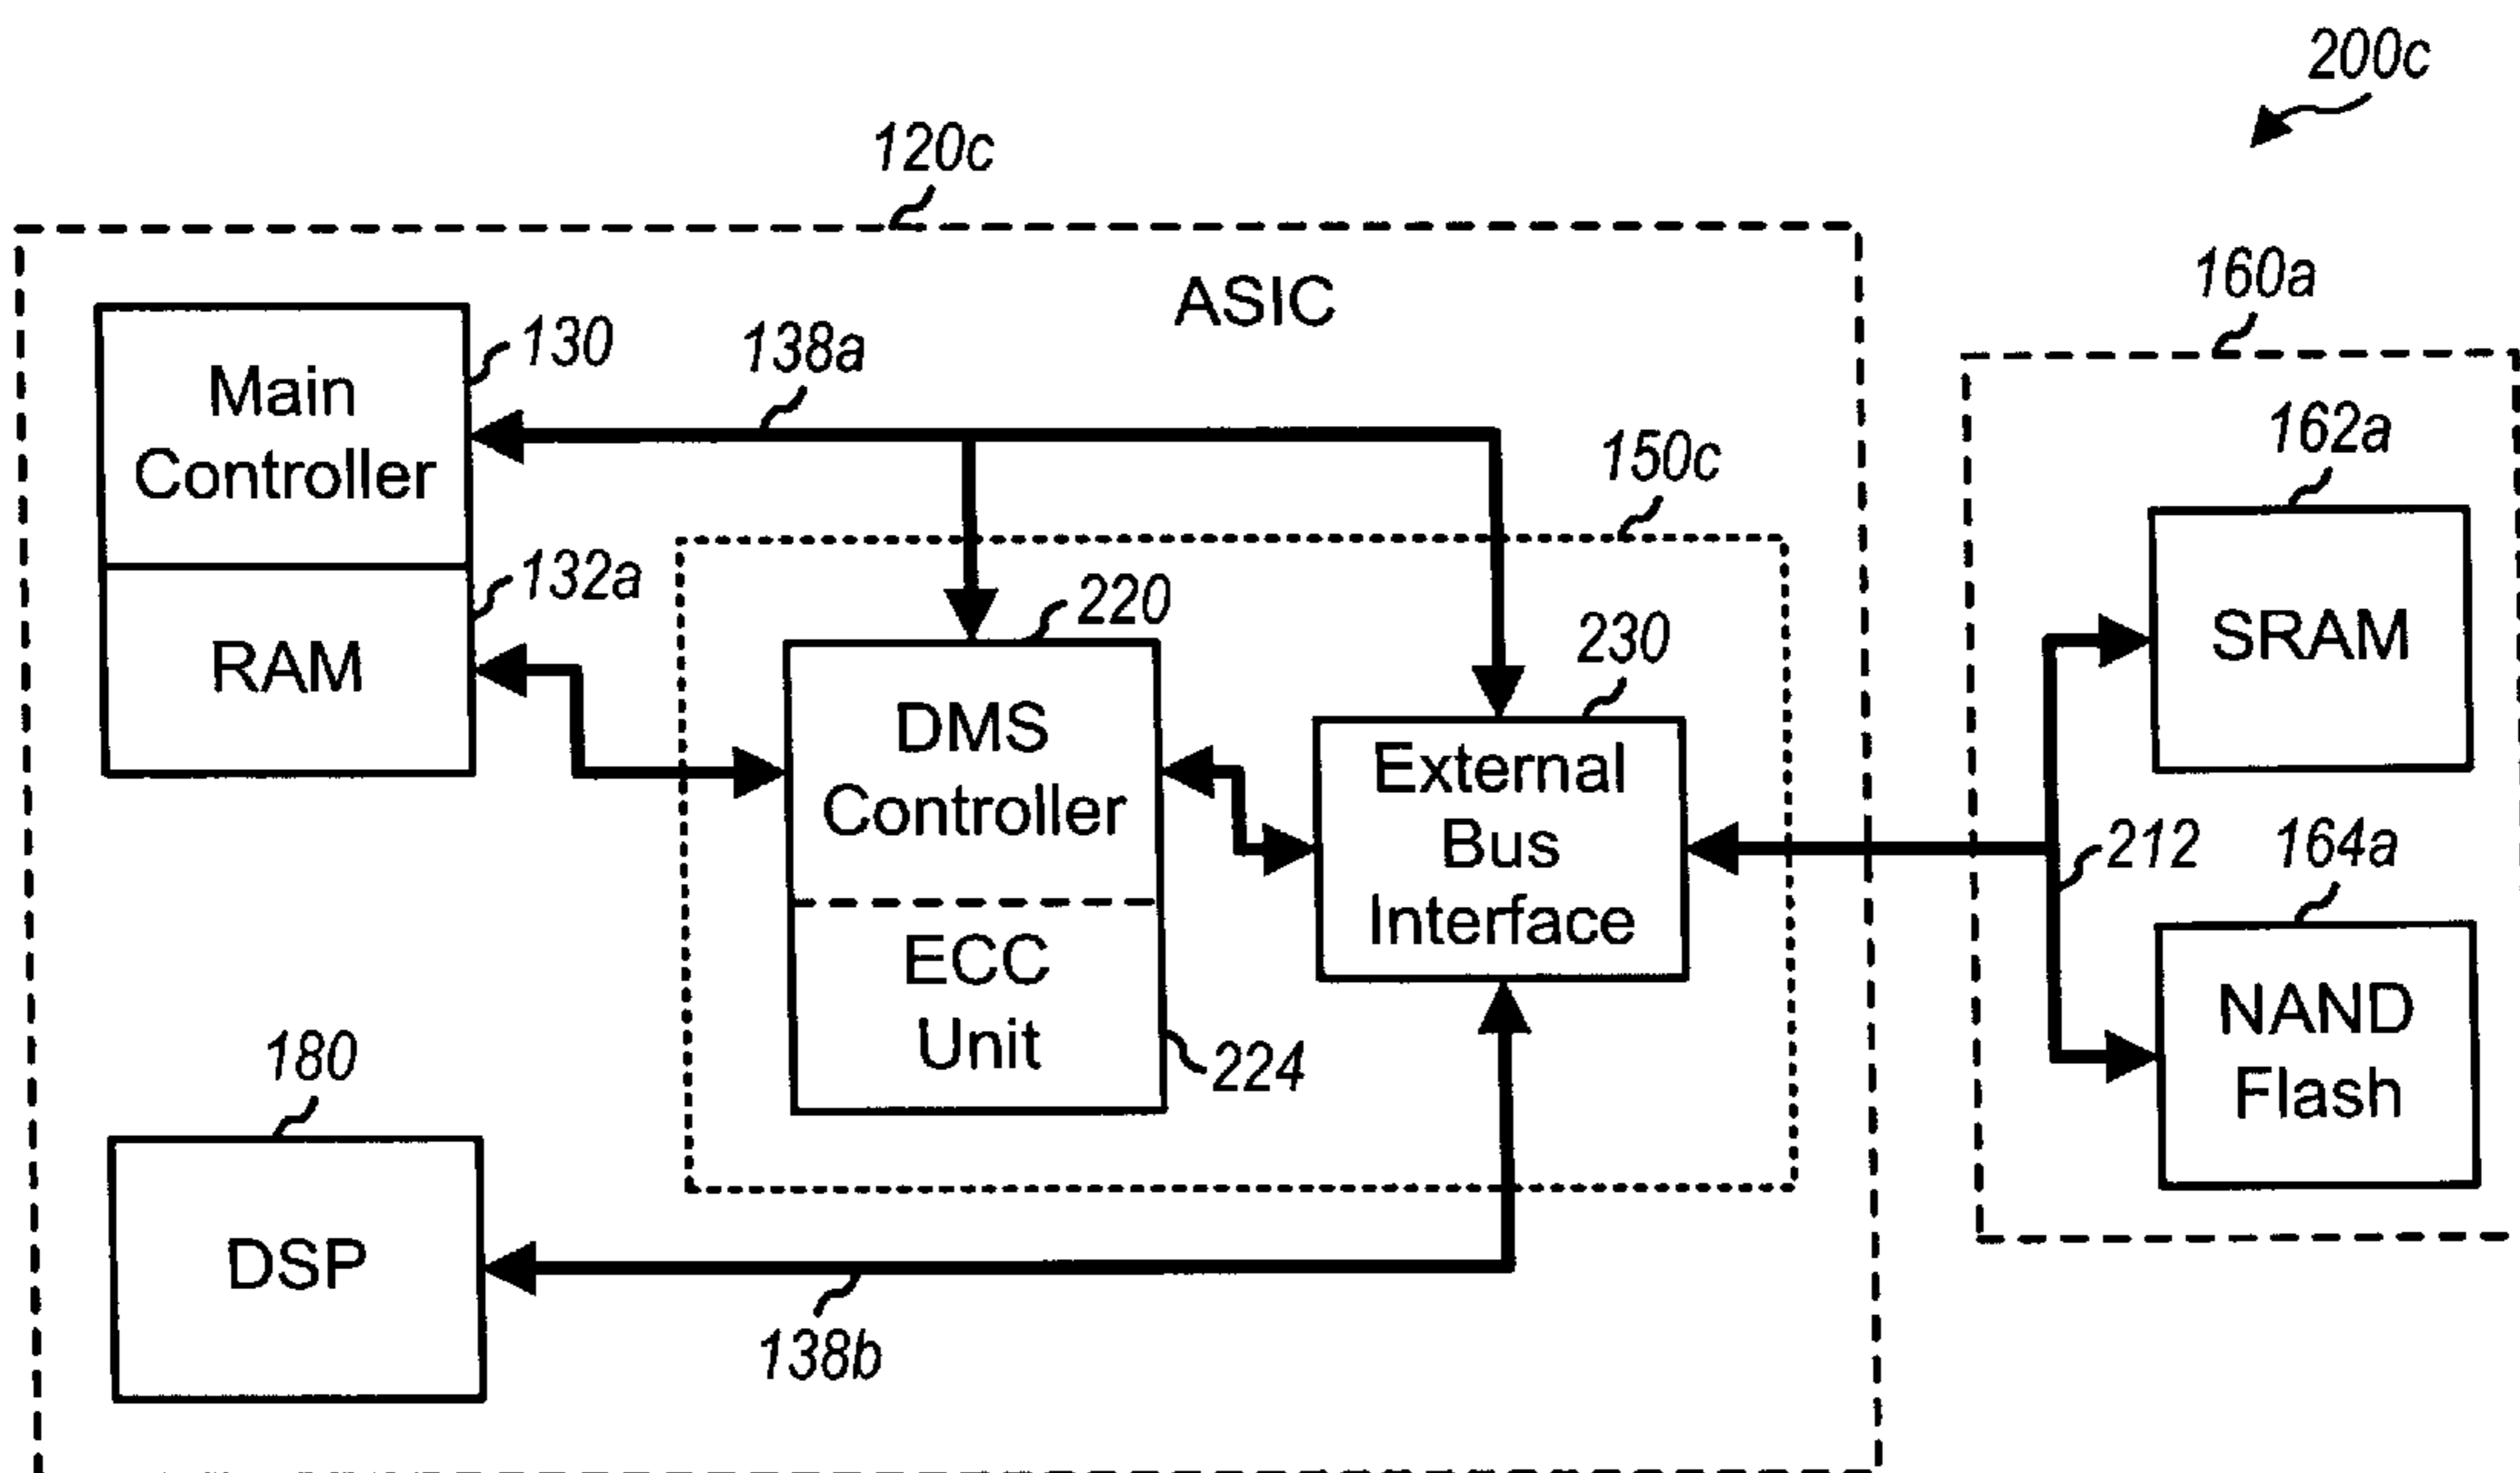 200c
120c
160a
ASIC
130
138a
Main
Controller
162a
150c
132a
220
230
RAM
SRAM
DMS
Controller
External
Bus
Interface
212
164a
ECC
Unit
224
NAND
Flash
180
DSP
138b